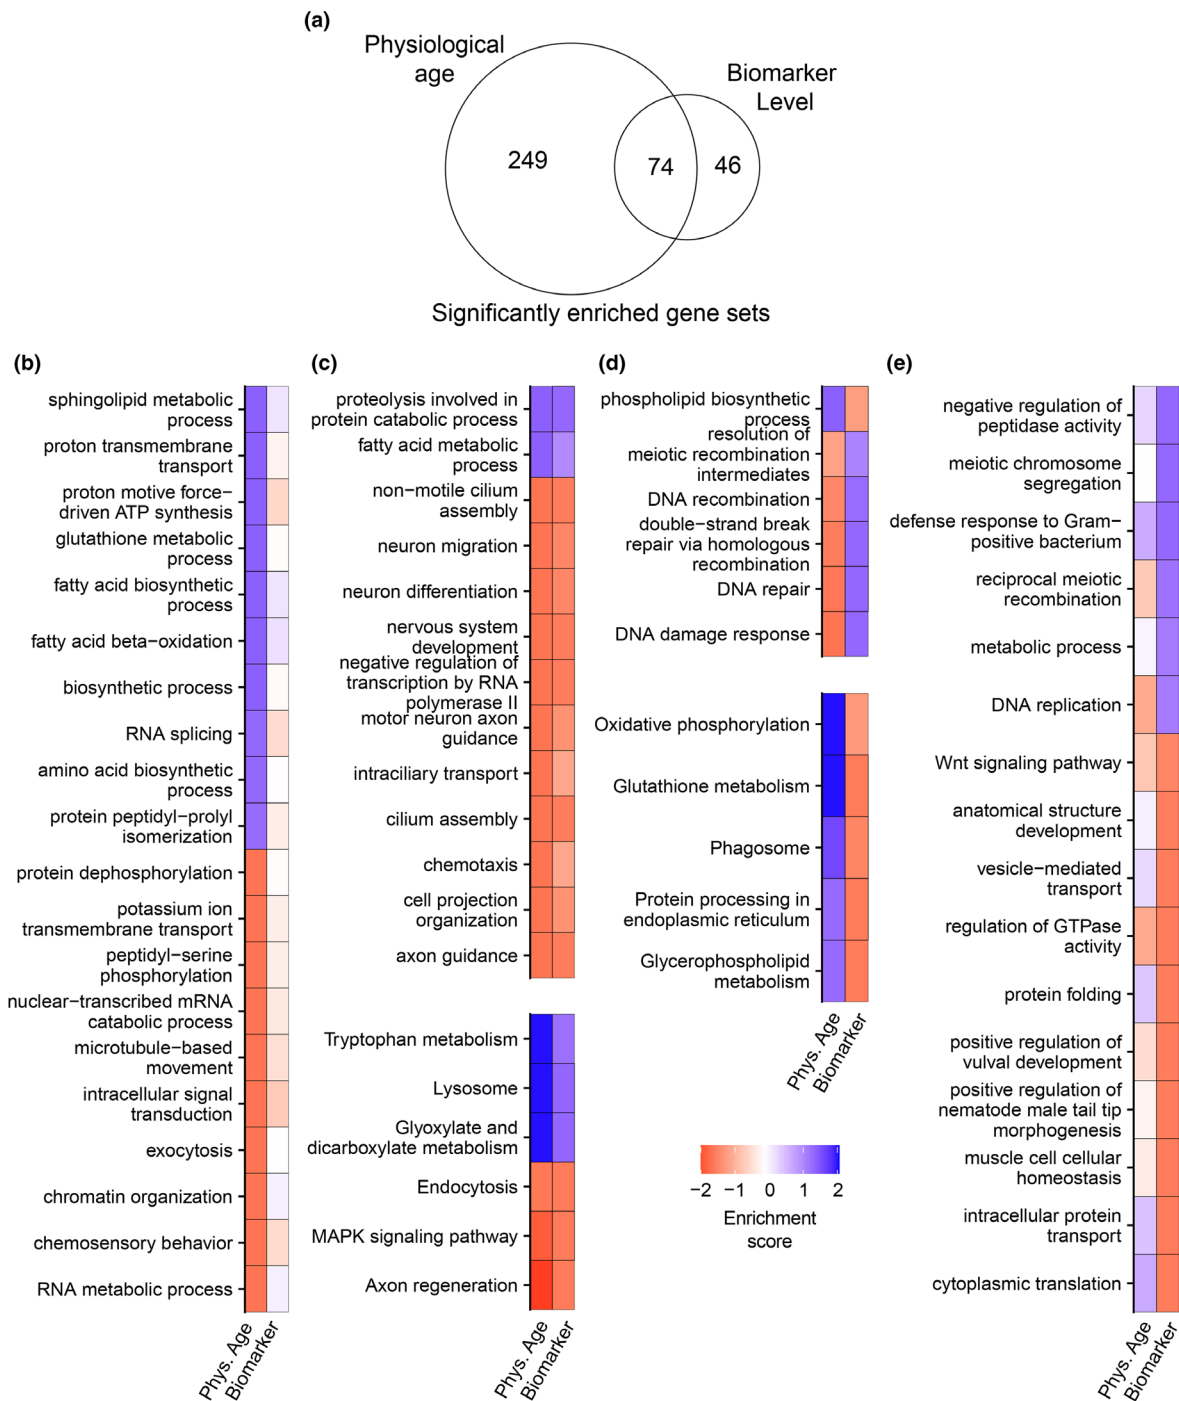 (a)
Physiological
age
Biomarker
Level
249
74
46
Significantly enriched gene sets
(b)
sphingolipid metabolic
process
proton transmembrane
transport
proton motive force−
driven ATP synthesis
glutathione metabolic
process
fatty acid biosynthetic
process
fatty acid beta−oxidation
biosynthetic process
RNA splicing
amino acid biosynthetic
process
protein peptidyl−prolyl
isomerization
protein dephosphorylation
potassium ion
transmembrane transport
peptidyl−serine
phosphorylation
nuclear−transcribed mRNA
catabolic process
microtubule−based
movement
intracellular signal
transduction
exocytosis
chromatin organization
chemosensory behavior
RNA metabolic process
Phys. Age
Biomarker
(c)
proteolysis involved in
protein catabolic process
fatty acid metabolic
process
non−motile cilium
assembly
neuron migration
neuron differentiation
nervous system
development
negative regulation of
transcription by RNA
polymerase II
motor neuron axon
guidance
intraciliary transport
cilium assembly
chemotaxis
cell projection
organization
axon guidance
Tryptophan metabolism
Lysosome
Glyoxylate and
dicarboxylate metabolism
Endocytosis
MAPK signaling pathway
Axon regeneration
Phys. Age
Biomarker
(d)
phospholipid biosynthetic
process
resolution of
meiotic recombination
intermediates
DNA recombination
double−strand break
repair via homologous
recombination
DNA repair
DNA damage response
Oxidative phosphorylation
Glutathione metabolism
Phagosome
Protein processing in
endoplasmic reticulum
Glycerophospholipid
metabolism
Phys. Age
Biomarker
−2 −1 0 1 2
Enrichment
score
(e)
negative regulation of
peptidase activity
meiotic chromosome
segregation
defense response to Gram−
positive bacterium
reciprocal meiotic
recombination
metabolic process
DNA replication
Wnt signaling pathway
anatomical structure
development
vesicle−mediated
transport
regulation of GTPase
activity
protein folding
positive regulation of
vulval development
positive regulation of
nematode male tail tip
morphogenesis
muscle cell cellular
homeostasis
intracellular protein
transport
cytoplasmic translation
Phys. Age
Biomarker